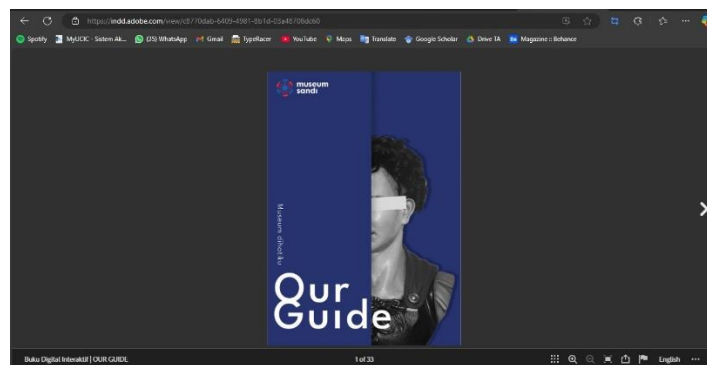 https://indd.adobe.com/view/c8770dab-6409-4981-8b1d-03a48708dc60
Spotify MyUCIC - Sistem Ak... (35) WhatsApp Gmail TypeRacer YouTube Maps Translate Google Scholar Drive TA Magazine :: Behance
museum
sandi
Museum dihatiku
Our
Guide
Buku Digital Interaktif | OUR GUIDE 1 of 33 English